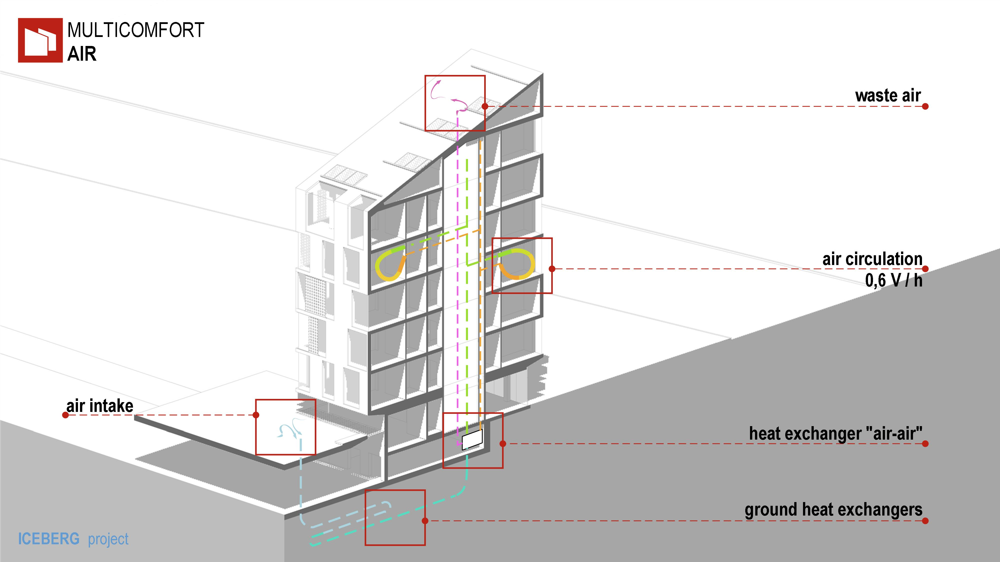 MULTICOMFORT
AIR
waste air
air circulation
0,6 V / h
air intake
heat exchanger "air-air"
ground heat exchangers
ICEBERG project